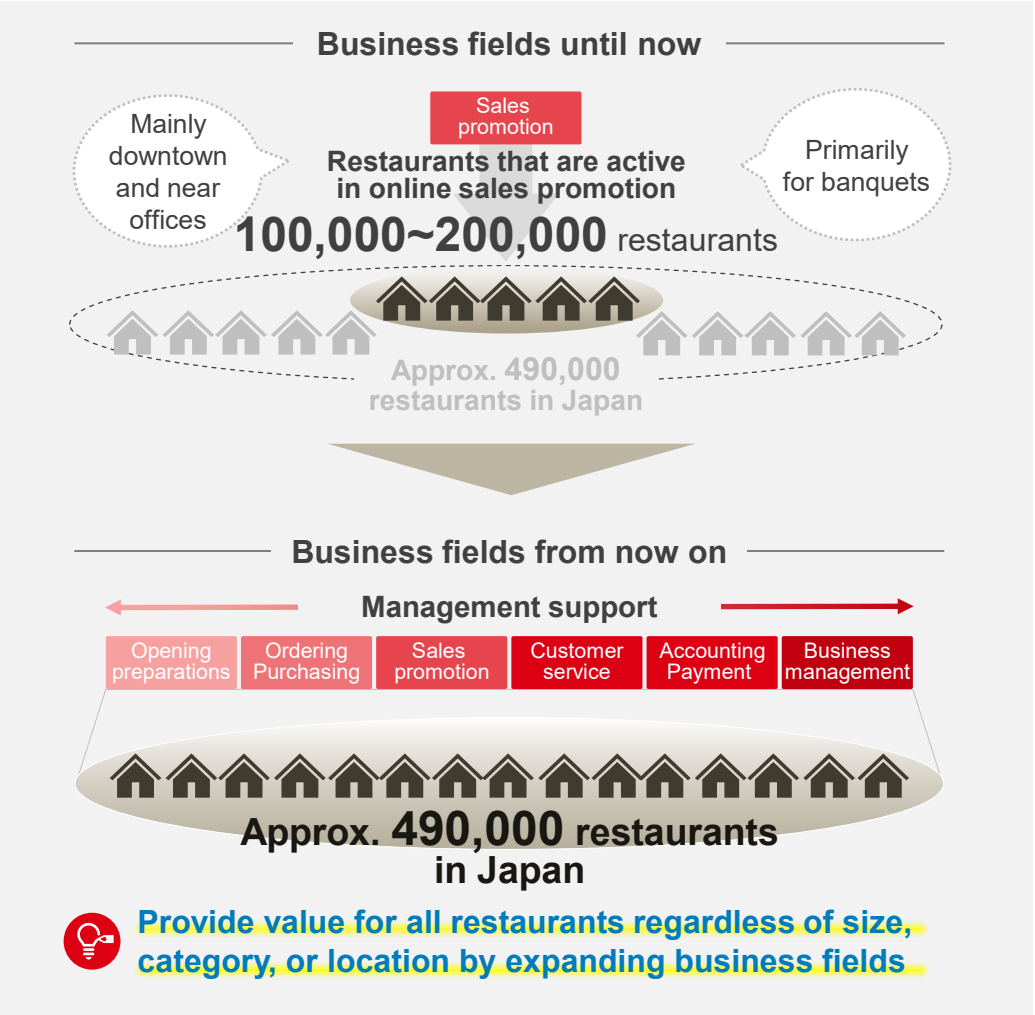 Business fields until now
Sales
promotion
Mainly
downtown
and near
offices
Restaurants that are active
in online sales promotion
Primarily
for banquets
100,000~200,000 restaurants
Approx. 490,000
restaurants in Japan
Business fields from now on
Management support
Opening
preparations
Ordering
Purchasing
Sales
promotion
Customer
service
Accounting
Payment
Business
management
Approx. 490,000 restaurants
in Japan
Provide value for all restaurants regardless of size,
category, or location by expanding business fields